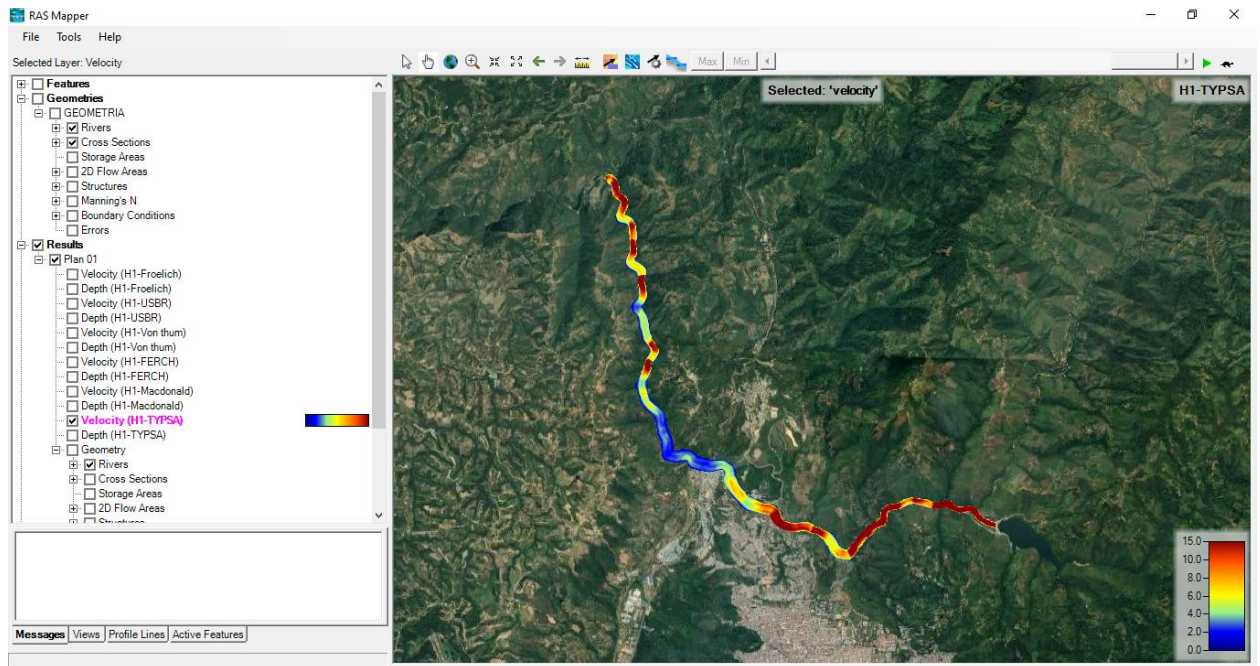 RAS Mapper
File Tools Help
Selected Layer: Velocity
Max Min
Features
Geometries
GEOMETRIA
Rivers
Cross Sections
Storage Areas
2D Flow Areas
Structures
Manning's N
Boundary Conditions
Errors
Results
Plan 01
Velocity (H1-Froelich)
Depth (H1-Froelich)
Velocity (H1-USBR)
Depth (H1-USBR)
Velocity (H1-Von thum)
Depth (H1-Von thum)
Velocity (H1-FERCH)
Depth (H1-FERCH)
Velocity (H1-Macdonald)
Depth (H1-Macdonald)
Velocity (H1-TYPSA)
Depth (H1-TYPSA)
Geometry
Rivers
Cross Sections
Storage Areas
2D Flow Areas
Structures
Messages Views Profile Lines Active Features
Selected: 'velocity'
H1-TYPSA
15.0
10.0
8.0
6.0
4.0
2.0
0.0